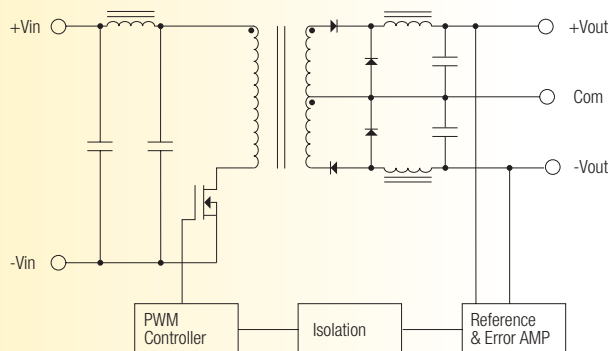 +Vin
+Vout
Com
-Vout
-Vin
PWM
Controller
Isolation
Reference
& Error AMP